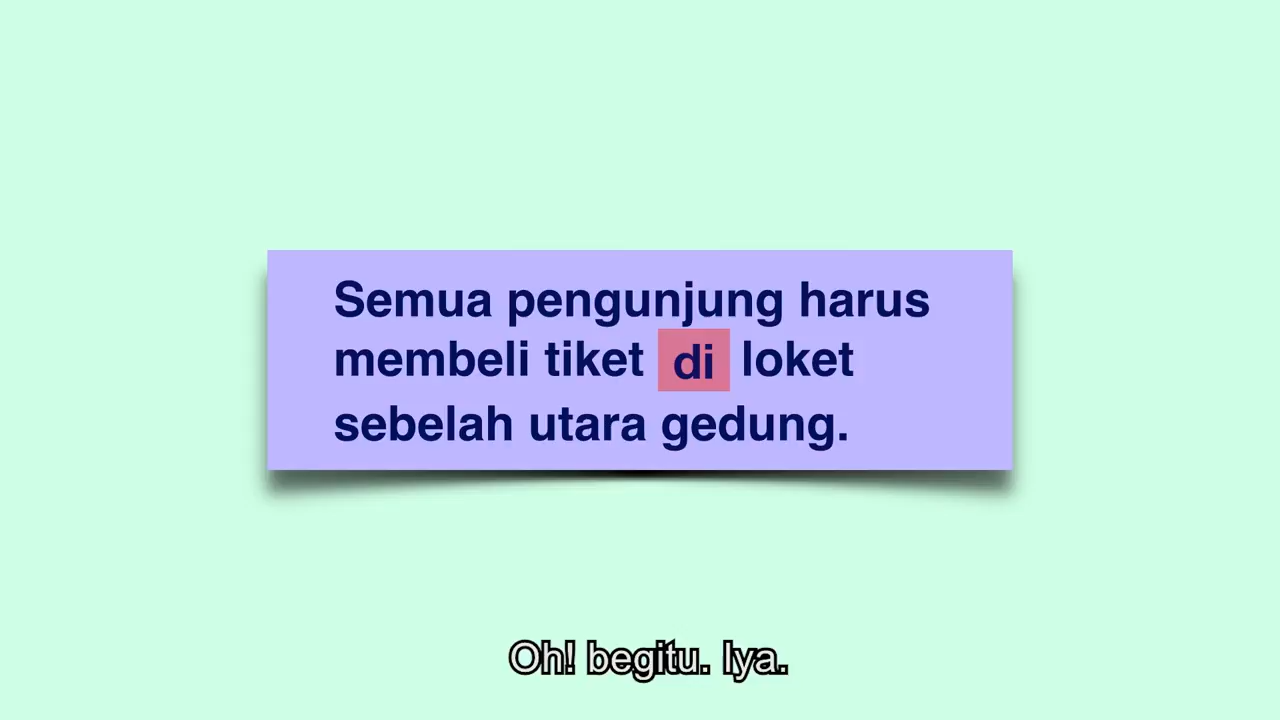 Semua pengunjung harus
membeli tiket di loket
sebelah utara gedung.
Oh! begitu. Iya.